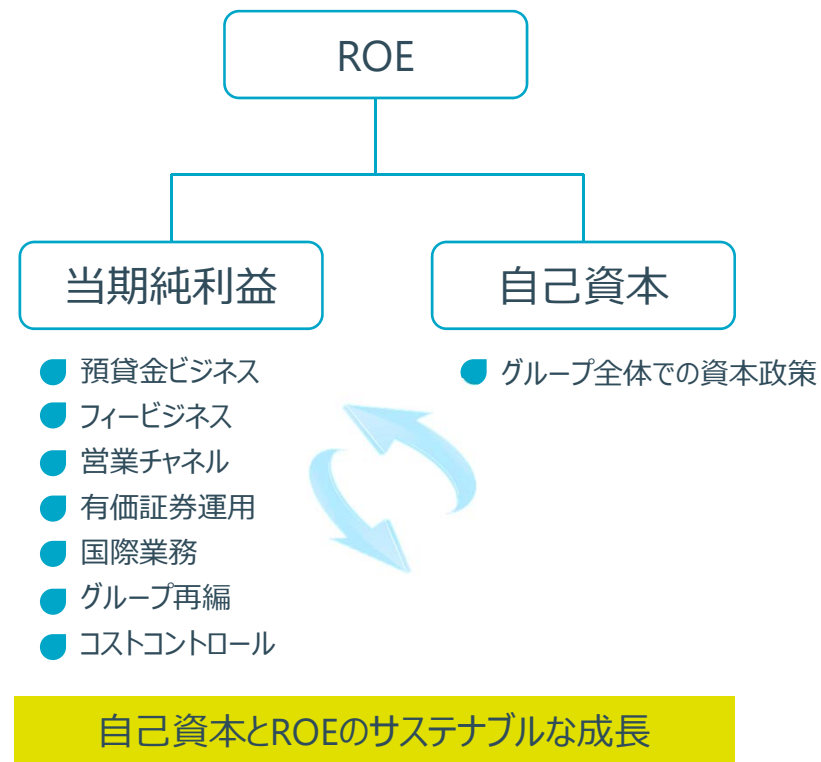 ROE
当期純利益
自己資本
預貸金ビジネス
フィービジネス
営業チャネル
有価証券運用
国際業務
グループ再編
コストコントロール
グループ全体での資本政策
自己資本とROEのサステナブルな成長